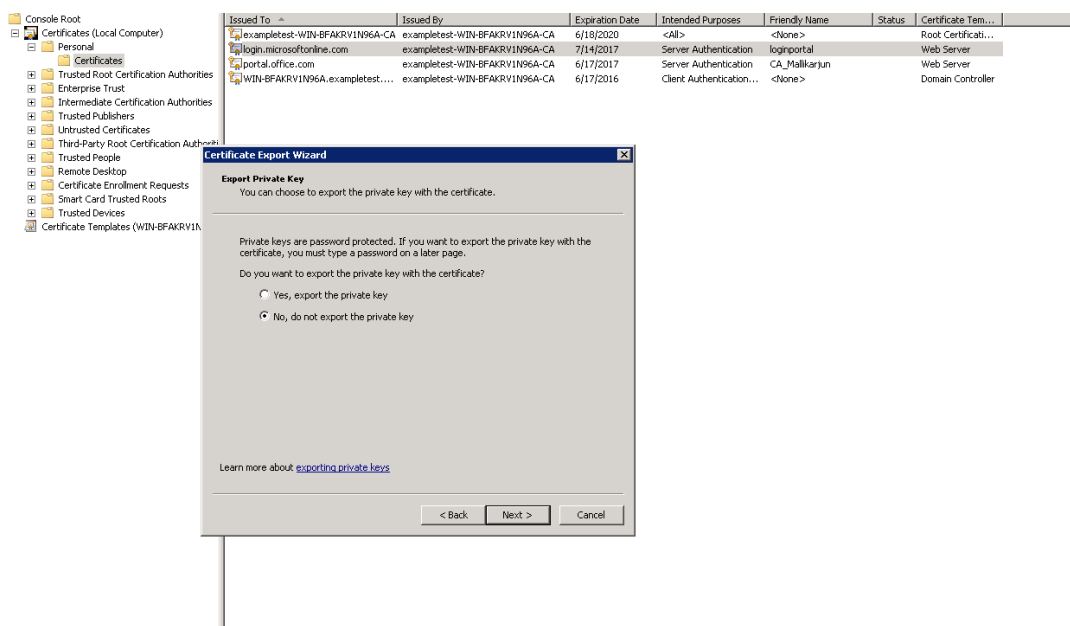 Console Root
Certificates (Local Computer)
Personal
Certificates
Trusted Root Certification Authorities
Enterprise Trust
Intermediate Certification Authorities
Trusted Publishers
Untrusted Certificates
Third-Party Root Certification Authoriti
Trusted People
Remote Desktop
Certificate Enrollment Requests
Smart Card Trusted Roots
Trusted Devices
Certificate Templates (WIN-BFAKRV1N
Issued To Issued By Expiration Date Intended Purposes Friendly Name Status Certificate Tem...
exampletest-WIN-BFAKRV1N96A-CA exampletest-WIN-BFAKRV1N96A-CA 6/18/2020 <All> <None> Root Certificati...
login.microsoftonline.com exampletest-WIN-BFAKRV1N96A-CA 7/14/2017 Server Authentication loginportal Web Server
portal.office.com exampletest-WIN-BFAKRV1N96A-CA 6/17/2017 Server Authentication CA_Mallikarjun Web Server
WIN-BFAKRV1N96A.exampletest.... exampletest-WIN-BFAKRV1N96A-CA 6/17/2016 Client Authentication... <None> Domain Controller
Certificate Export Wizard
Export Private Key
You can choose to export the private key with the certificate.
Private keys are password protected. If you want to export the private key with the
certificate, you must type a password on a later page.
Do you want to export the private key with the certificate?
Yes, export the private key
No, do not export the private key
Learn more about exporting private keys
< Back Next > Cancel